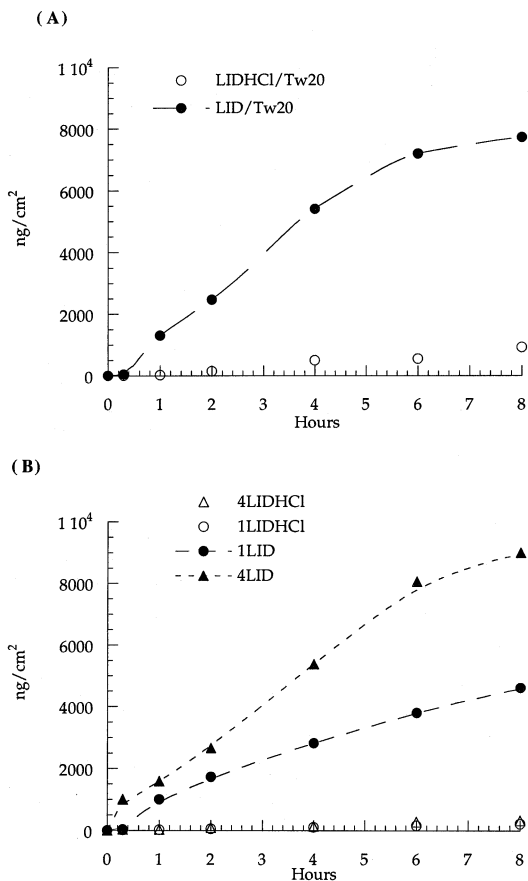 (A)
1 10⁴
LIDHCl/Tw20
LID/Tw20
8000
6000
ng/cm²
4000
2000
0
0 1 2 3 4 5 6 7 8
Hours
(B)
4LIDHCl
1LIDHCl
1LID
4LID
1 10⁴
8000
6000
ng/cm²
4000
2000
0
0 1 2 3 4 5 6 7 8
Hours